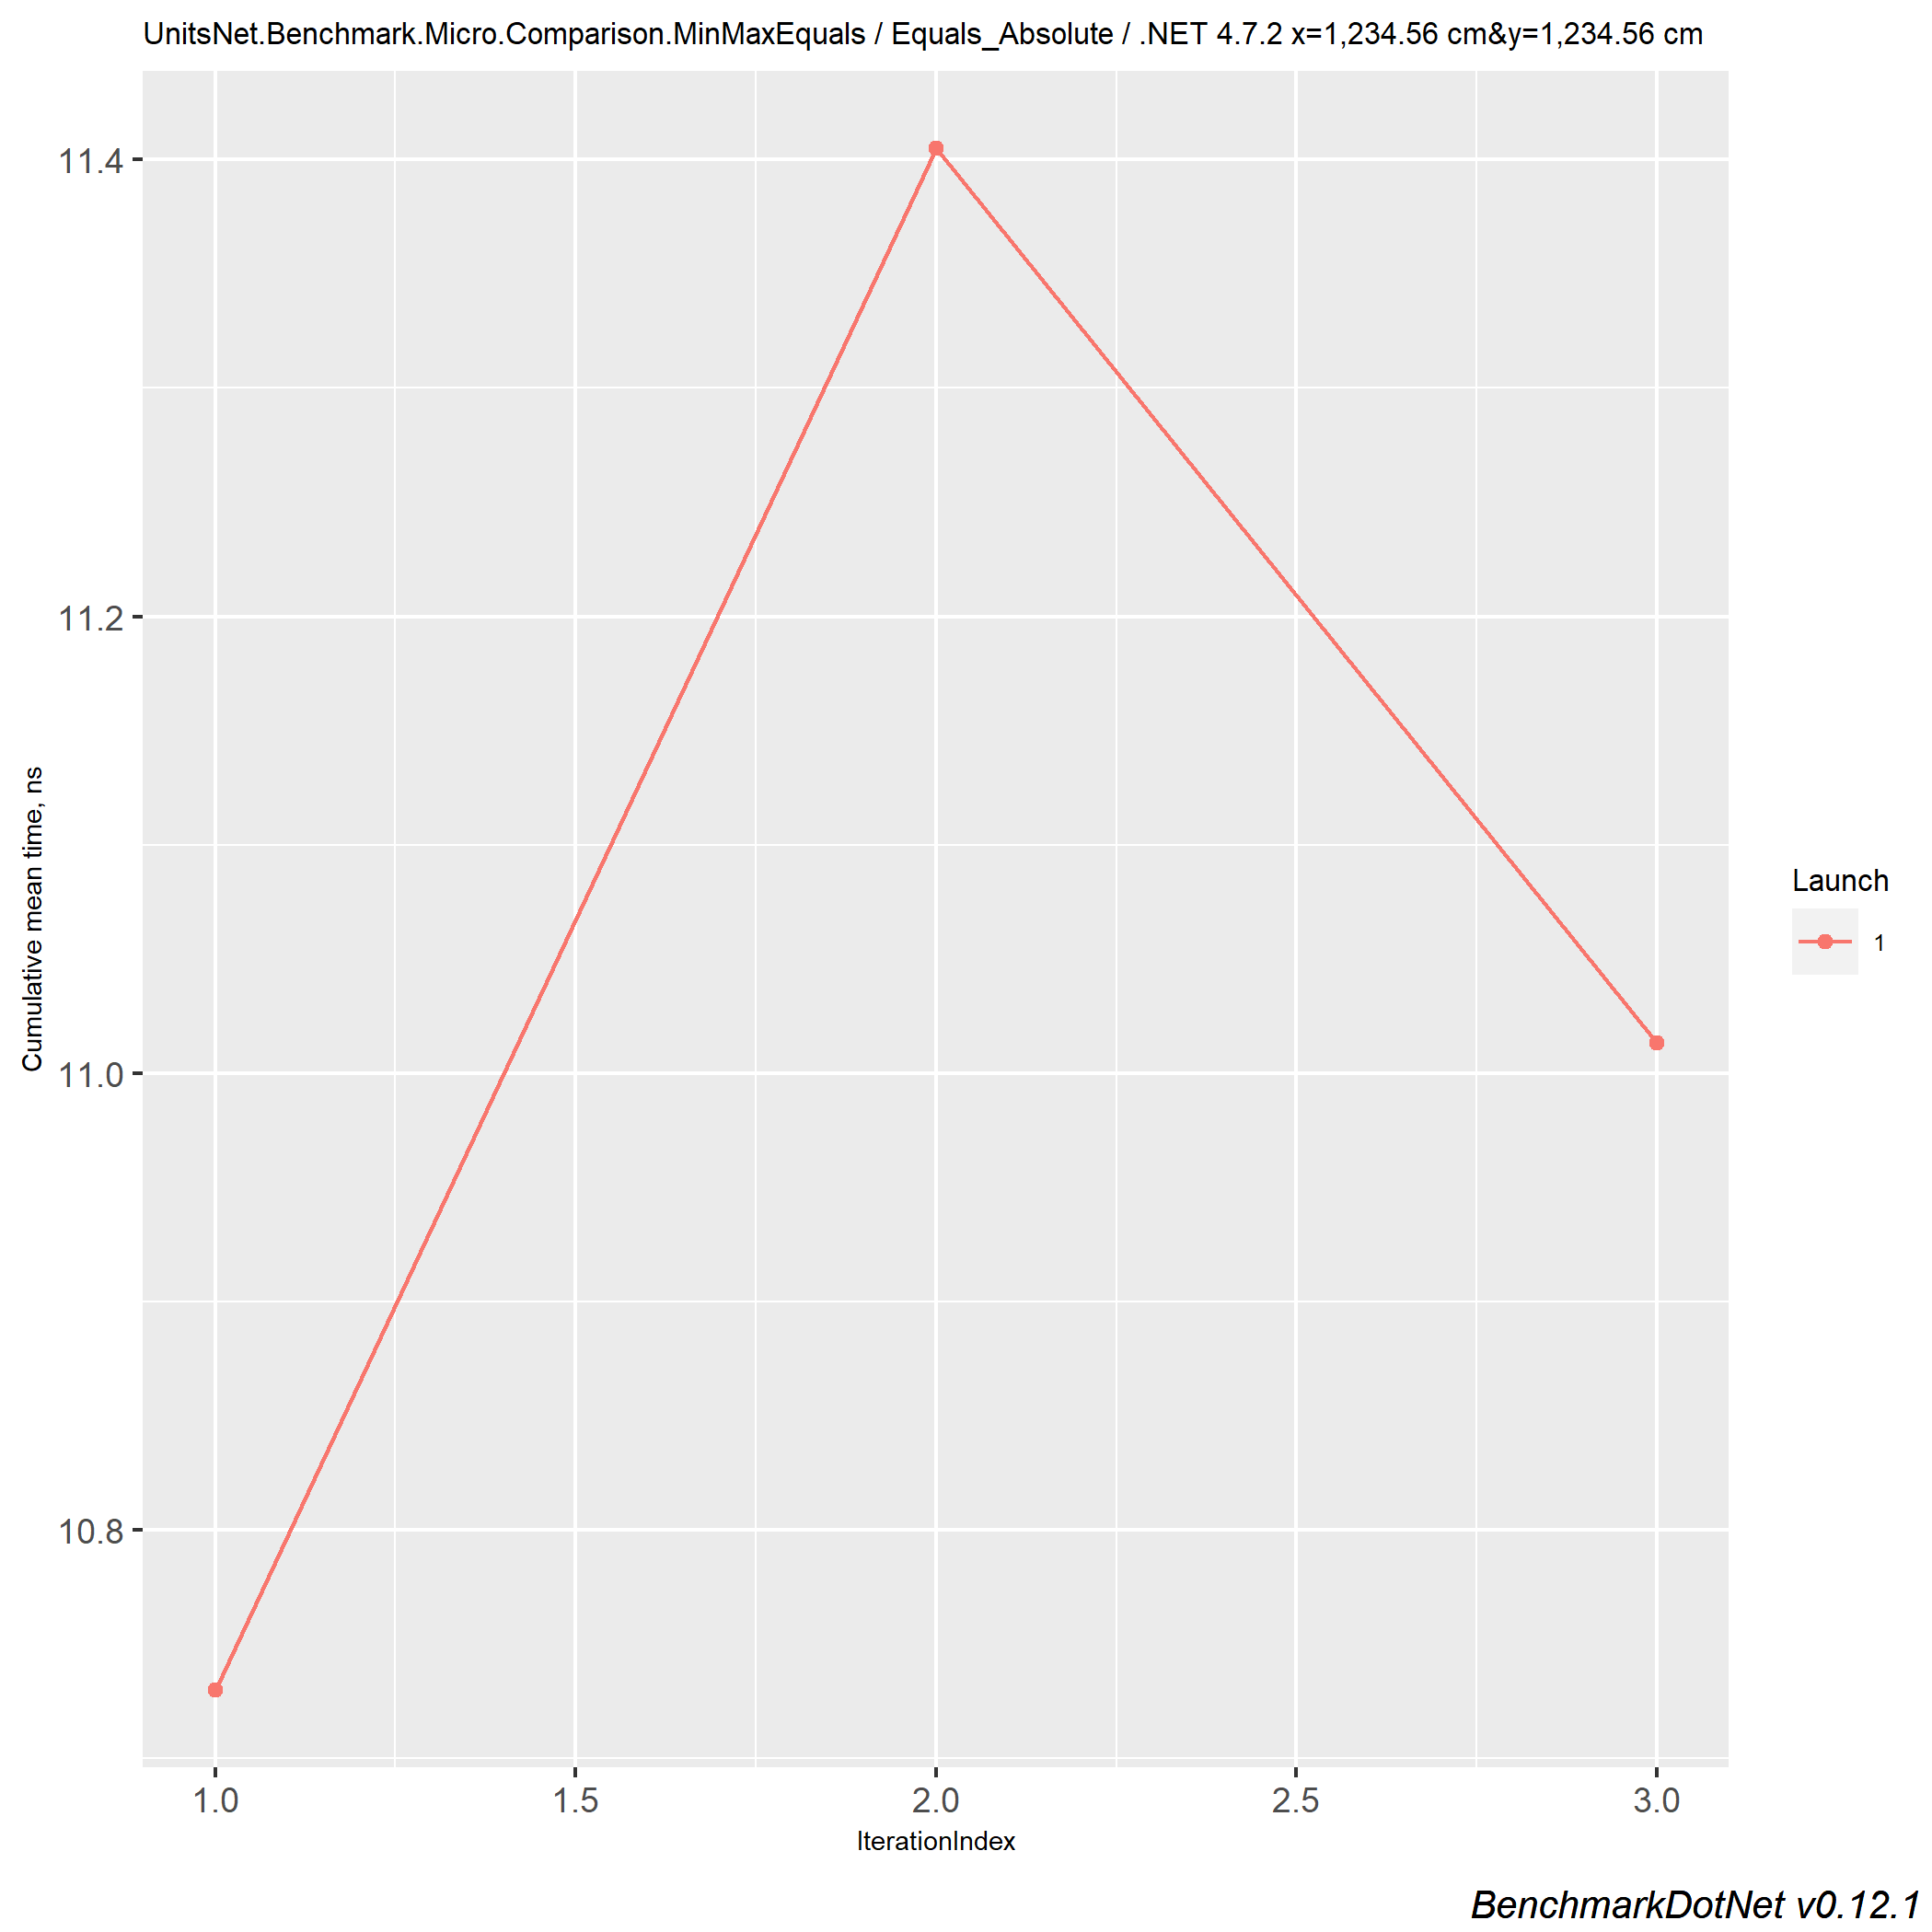 UnitsNet.Benchmark.Micro.Comparison.MinMaxEquals / Equals_Absolute / .NET 4.7.2 x=1,234.56 cm&y=1,234.56 cm
Cumulative mean time, ns
11.4
11.2
11.0
10.8
1.0 1.5 2.0 2.5 3.0
IterationIndex
Launch
1
BenchmarkDotNet v0.12.1